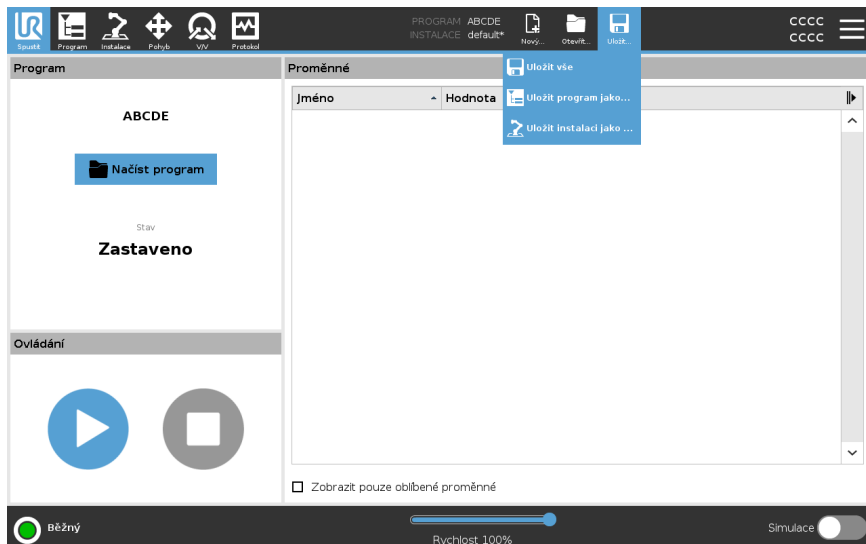 UR
Spustit
Program
Instalace
Pohyb
V/V
Protokol
PROGRAM ABCDE
INSTALACE default*
Nový...
Otevřít...
Uložit...
CCCC
CCCC
Program
Proměnné
Uložit vše
Uložit program jako...
Uložit instalaci jako ...
Jméno
Hodnota
ABCDE
Načíst program
Stav
Zastaveno
Ovládání
Zobrazit pouze oblíbené proměnné
Běžný
Rychlost 100%
Simulace